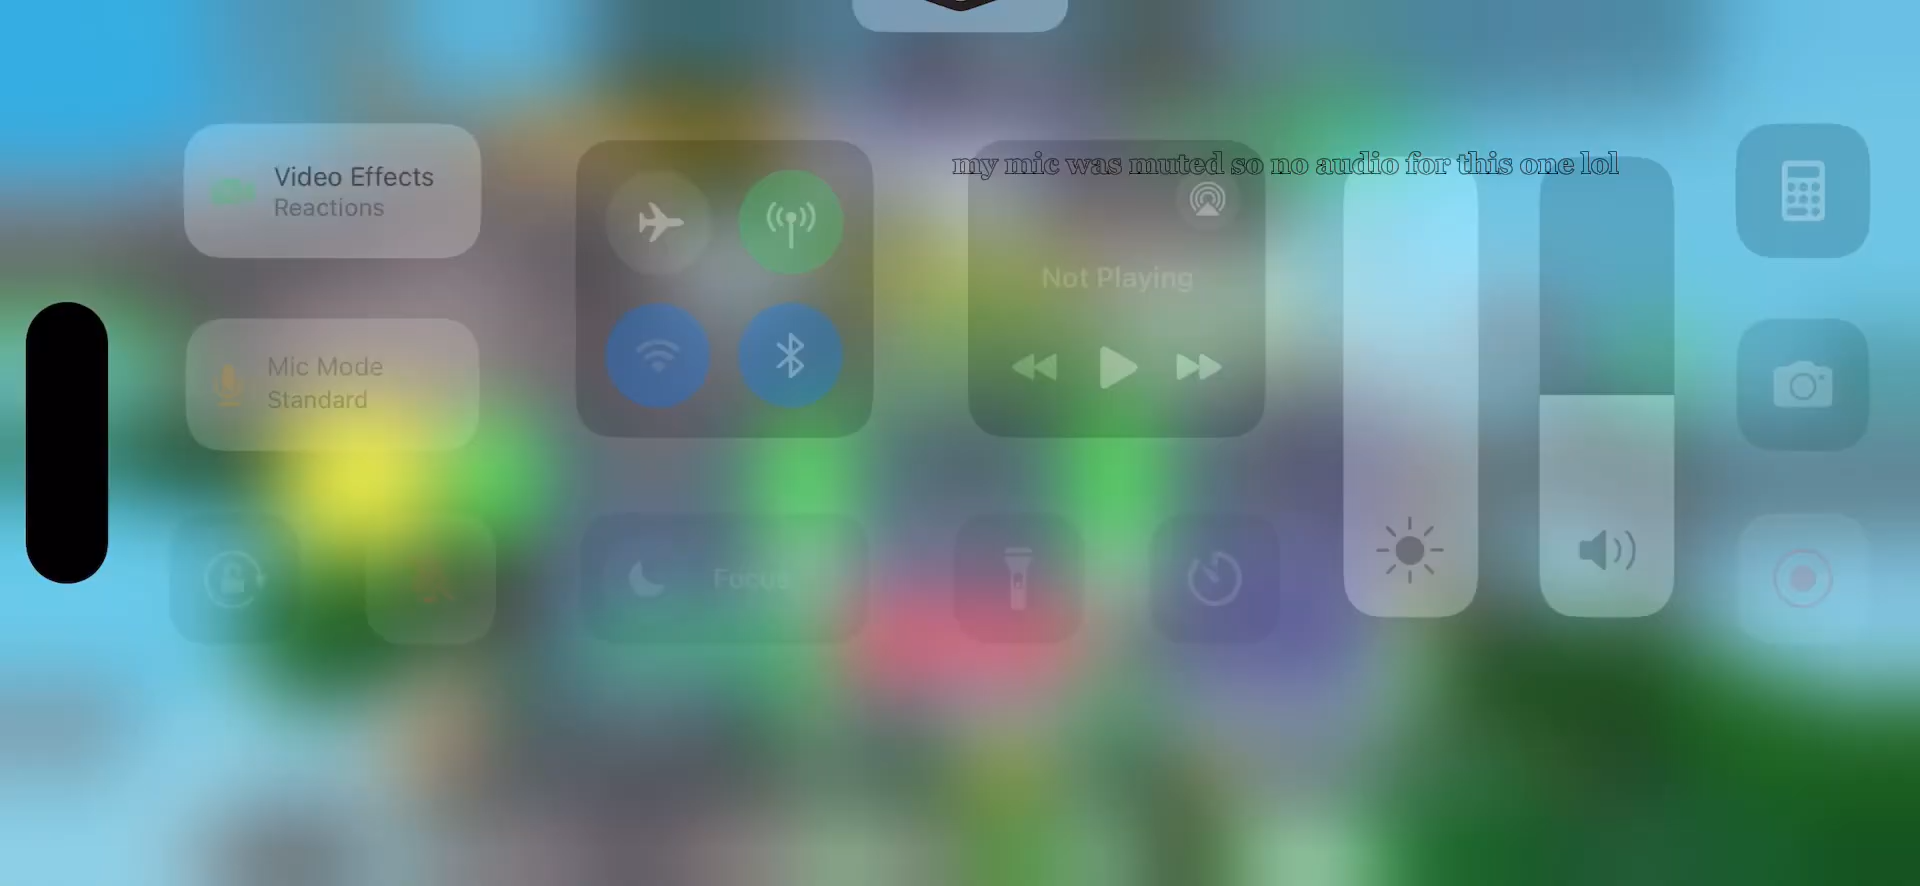 my mic was muted so no audio for this one lol
Video Effects
Reactions
Not Playing
Mic Mode
Standard
Focus